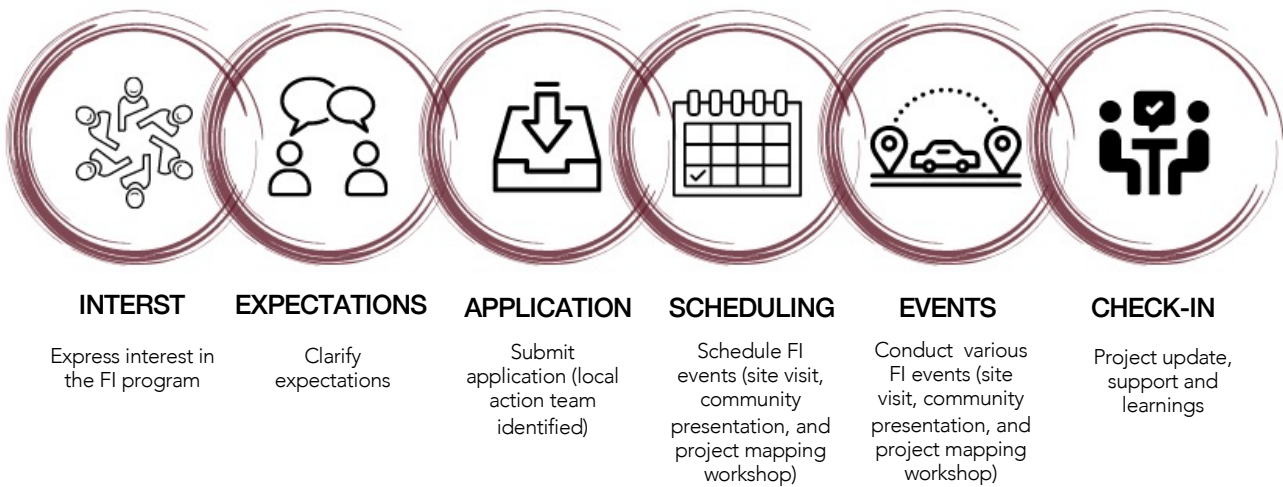 INTERST
Express interest in
the FI program
EXPECTATIONS
Clarify
expectations
APPLICATION
Submit
application (local
action team
identified)
SCHEDULING
Schedule FI
events (site visit,
community
presentation, and
project mapping
workshop)
EVENTS
Conduct various
FI events (site
visit, community
presentation, and
project mapping
workshop)
CHECK-IN
Project update,
support and
learnings